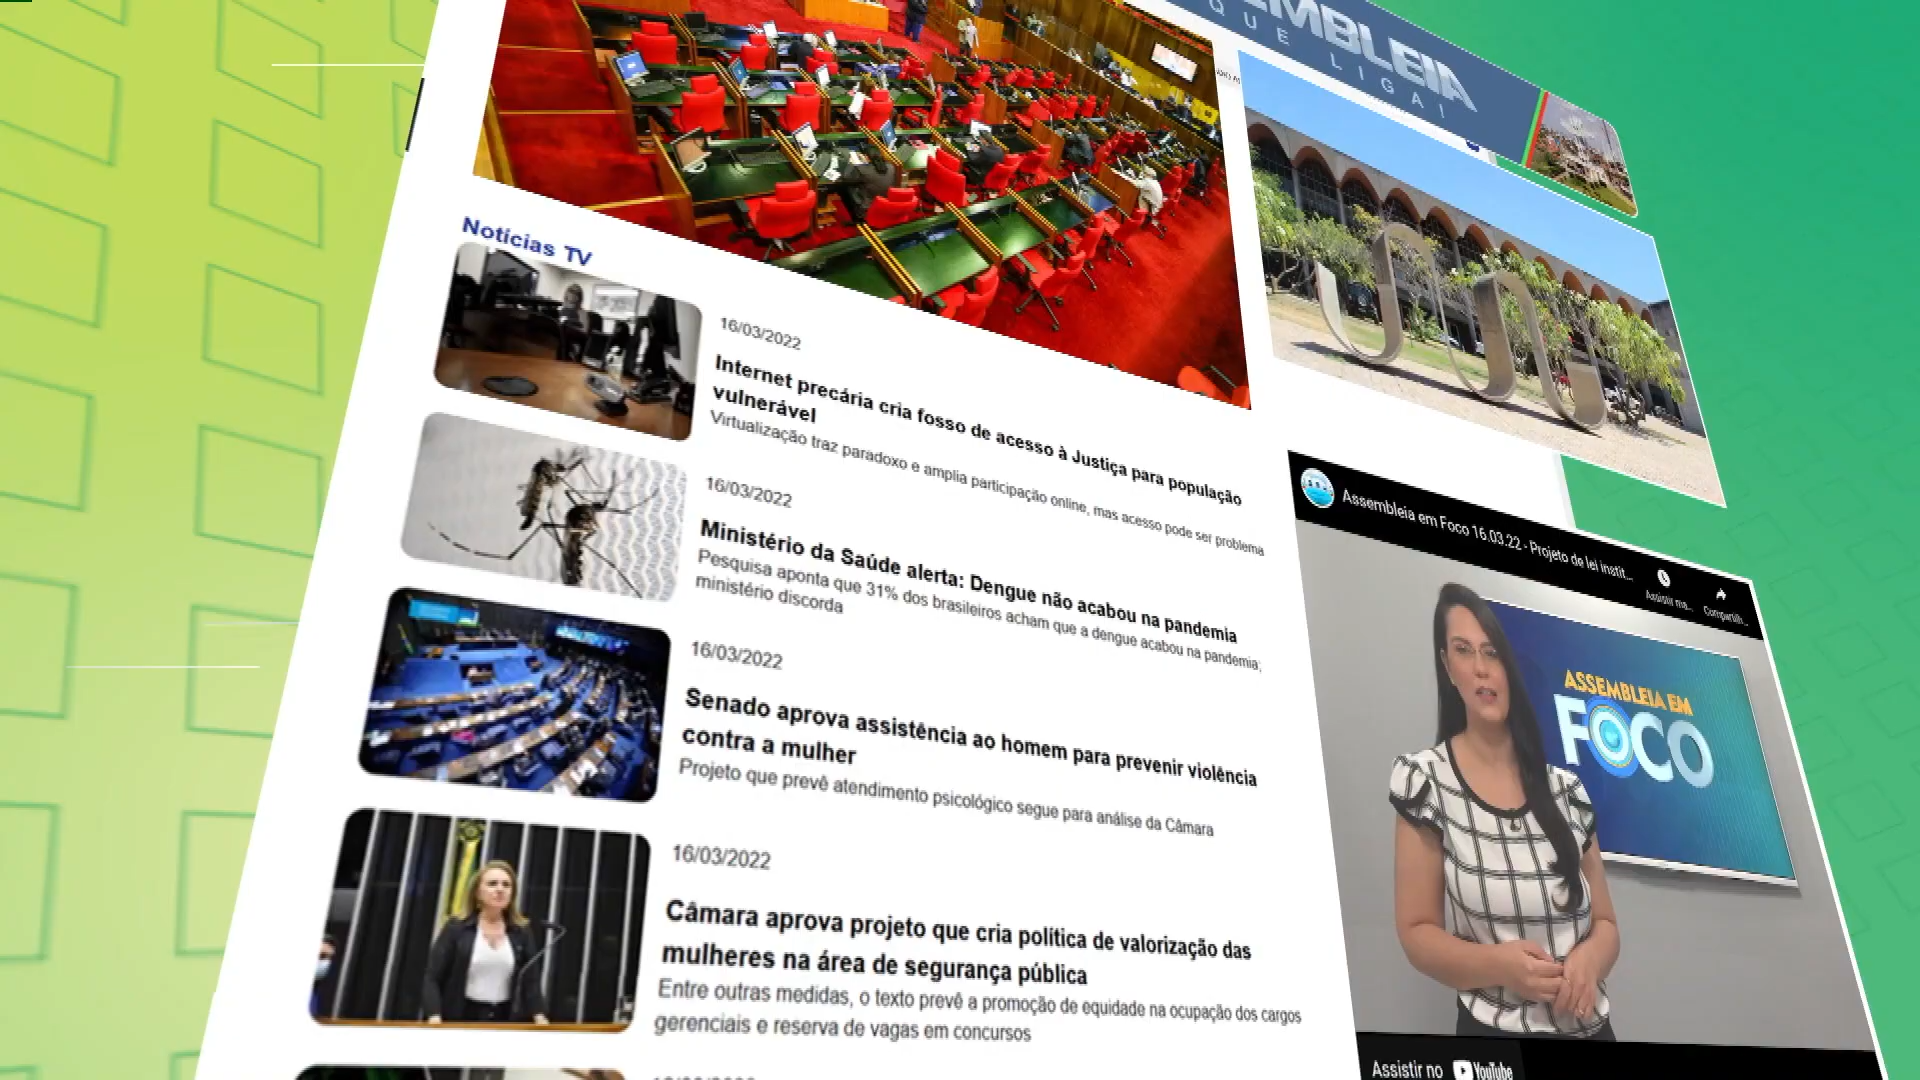 MBLEIA
QUE LIGA!
Notícias TV
16/03/2022
Internet precária cria fosso de acesso à Justiça para população
vulnerável
Virtualização traz paradoxo e amplia participação online, mas acesso pode ser problema
16/03/2022
Ministério da Saúde alerta: Dengue não acabou na pandemia
Pesquisa aponta que 31% dos brasileiros acham que a dengue acabou na pandemia;
ministério discorda
16/03/2022
Senado aprova assistência ao homem para prevenir violência
contra a mulher
Projeto que prevê atendimento psicológico segue para análise da Câmara
16/03/2022
Câmara aprova projeto que cria política de valorização das
mulheres na área de segurança pública
Entre outras medidas, o texto prevê a promoção de equidade na ocupação dos cargos
gerenciais e reserva de vagas em concursos
Assembleia em Foco 16.03.22 - Projeto de lei instit...
Assistir ma...
Compartilh...
ASSEMBLEIA EM
FOCO
Assistir no YouTube